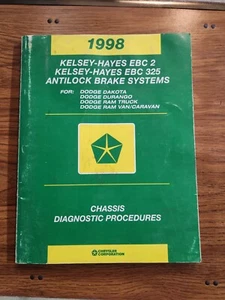 1998
KELSEY-HAYES EBC 2
KELSEY-HAYES EBC 325
ANTILOCK BRAKE SYSTEMS
FOR: DODGE DAKOTA
DODGE DURANGO
DODGE RAM TRUCK
DODGE RAM VAN/CARAVAN
CHASSIS
DIAGNOSTIC PROCEDURES
CHRYSLER
CORPORATION